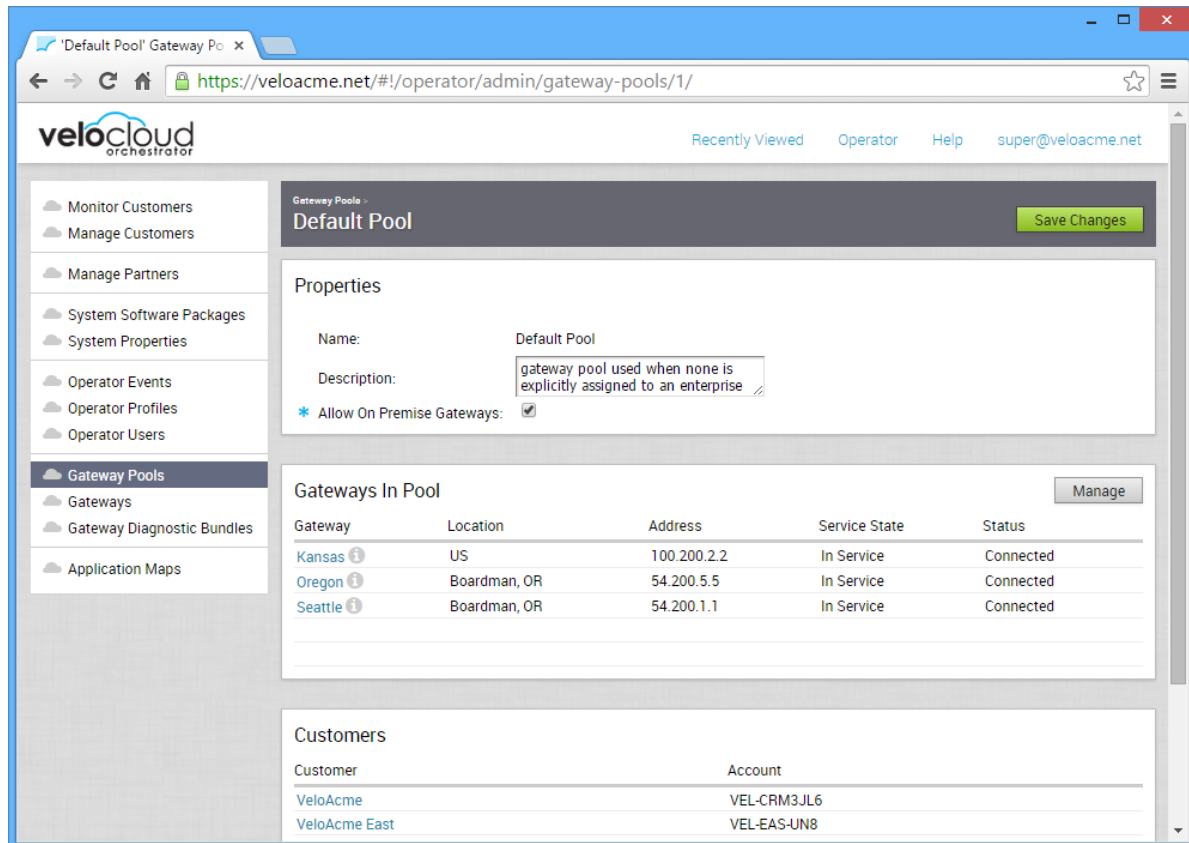 'Default Pool' Gateway Po
https://veloacme.net/#!/operator/admin/gateway-pools/1/
velocloud
orchestrator
Recently Viewed Operator Help super@veloacme.net
Monitor Customers
Manage Customers
Manage Partners
System Software Packages
System Properties
Operator Events
Operator Profiles
Operator Users
Gateway Pools
Gateways
Gateway Diagnostic Bundles
Application Maps
Gateway Pools >
Default Pool
Save Changes
Properties
Name: Default Pool
Description: gateway pool used when none is
explicitly assigned to an enterprise
* Allow On Premise Gateways:
Gateways In Pool
Manage
Gateway Location Address Service State Status
Kansas US 100.200.2.2 In Service Connected
Oregon Boardman, OR 54.200.5.5 In Service Connected
Seattle Boardman, OR 54.200.1.1 In Service Connected
Customers
Customer Account
VeloAcme VEL-CRM3JL6
VeloAcme East VEL-EAS-UN8